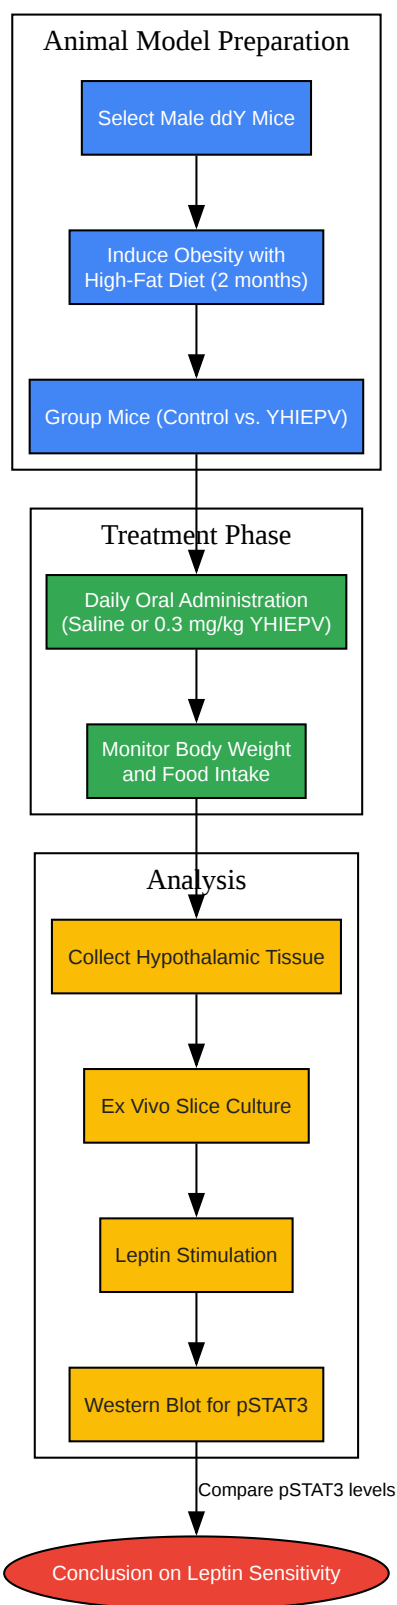 Animal Model Preparation
Select Male ddY Mice
Induce Obesity with
High-Fat Diet (2 months)
Group Mice (Control vs. YHIEPV)
Treatment Phase
Daily Oral Administration
(Saline or 0.3 mg/kg YHIEPV)
Monitor Body Weight
and Food Intake
Analysis
Collect Hypothalamic Tissue
Ex Vivo Slice Culture
Leptin Stimulation
Western Blot for pSTAT3
Compare pSTAT3 levels
Conclusion on Leptin Sensitivity